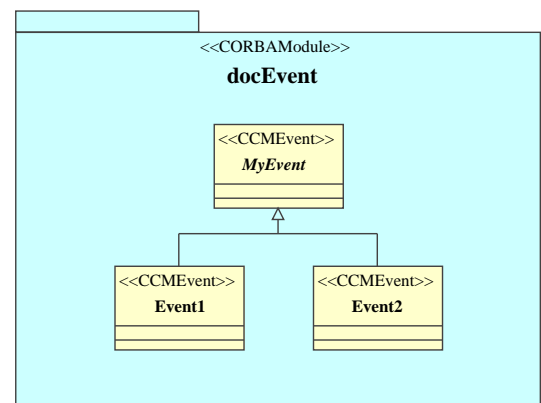 <<CORBAModule>>
docEvent
<<CCMEvent>>
MyEvent
<<CCMEvent>>
Event1
<<CCMEvent>>
Event2